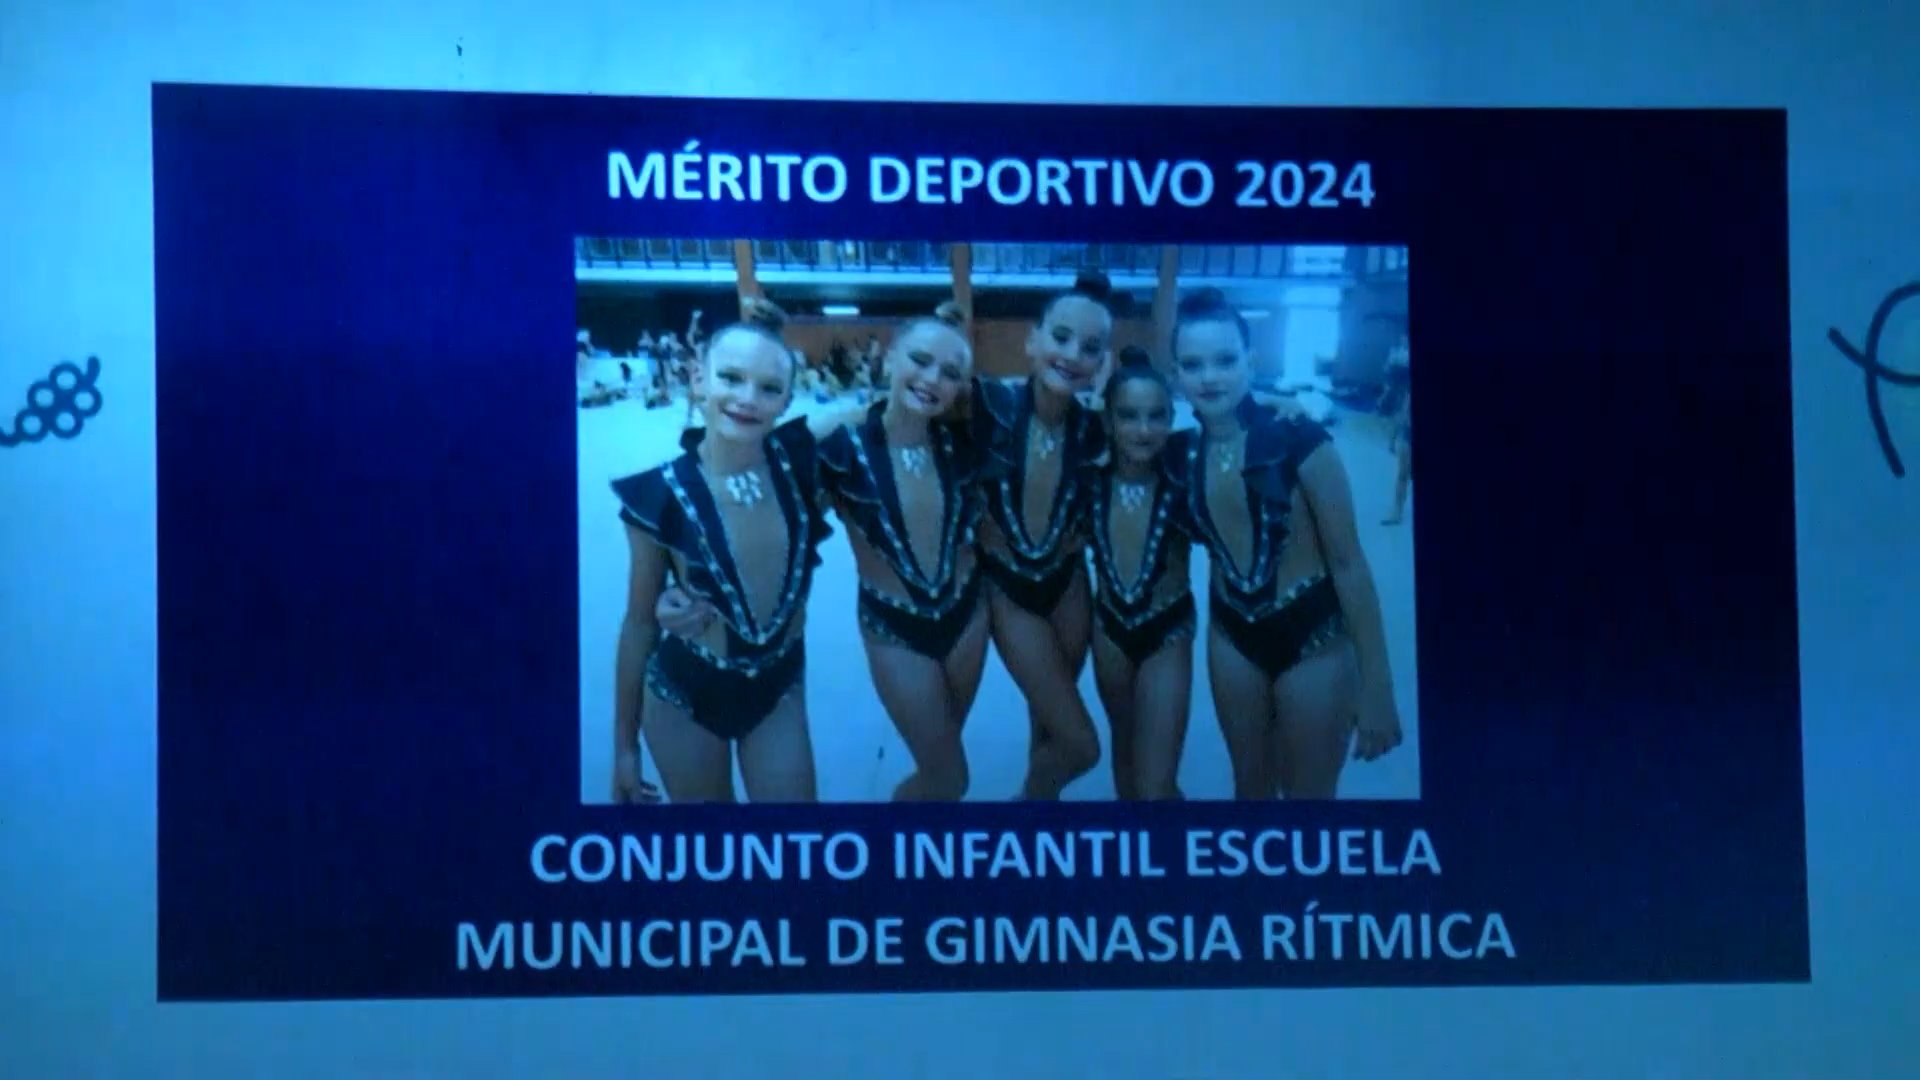 MÉRITO DEPORTIVO 2024
CONJUNTO INFANTIL ESCUELA
MUNICIPAL DE GIMNASIA RÍTMICA